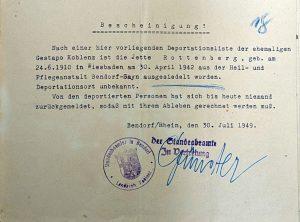 18
Bescheinigung!
Nach einer hier vorliegenden Deportationsliste der ehemaligen
Gestapo Koblenz ist die Jette Rottenberg, geb. am
24.6.1910 in Wiesbaden am 30. April 1942 aus der Heil- und
Pflegeanstalt Bendorf-Sayn ausgesiedelt worden.
Deportationsort unbekannt.
Von den deportierten Personen hat sich bis heute niemand
zurückgemeldet, sodaß mit ihrem Ableben gerechnet werden muß.
Bendorf/Rhein, den 30. Juli 1949.
Der Standesbeamte
In Vertretung